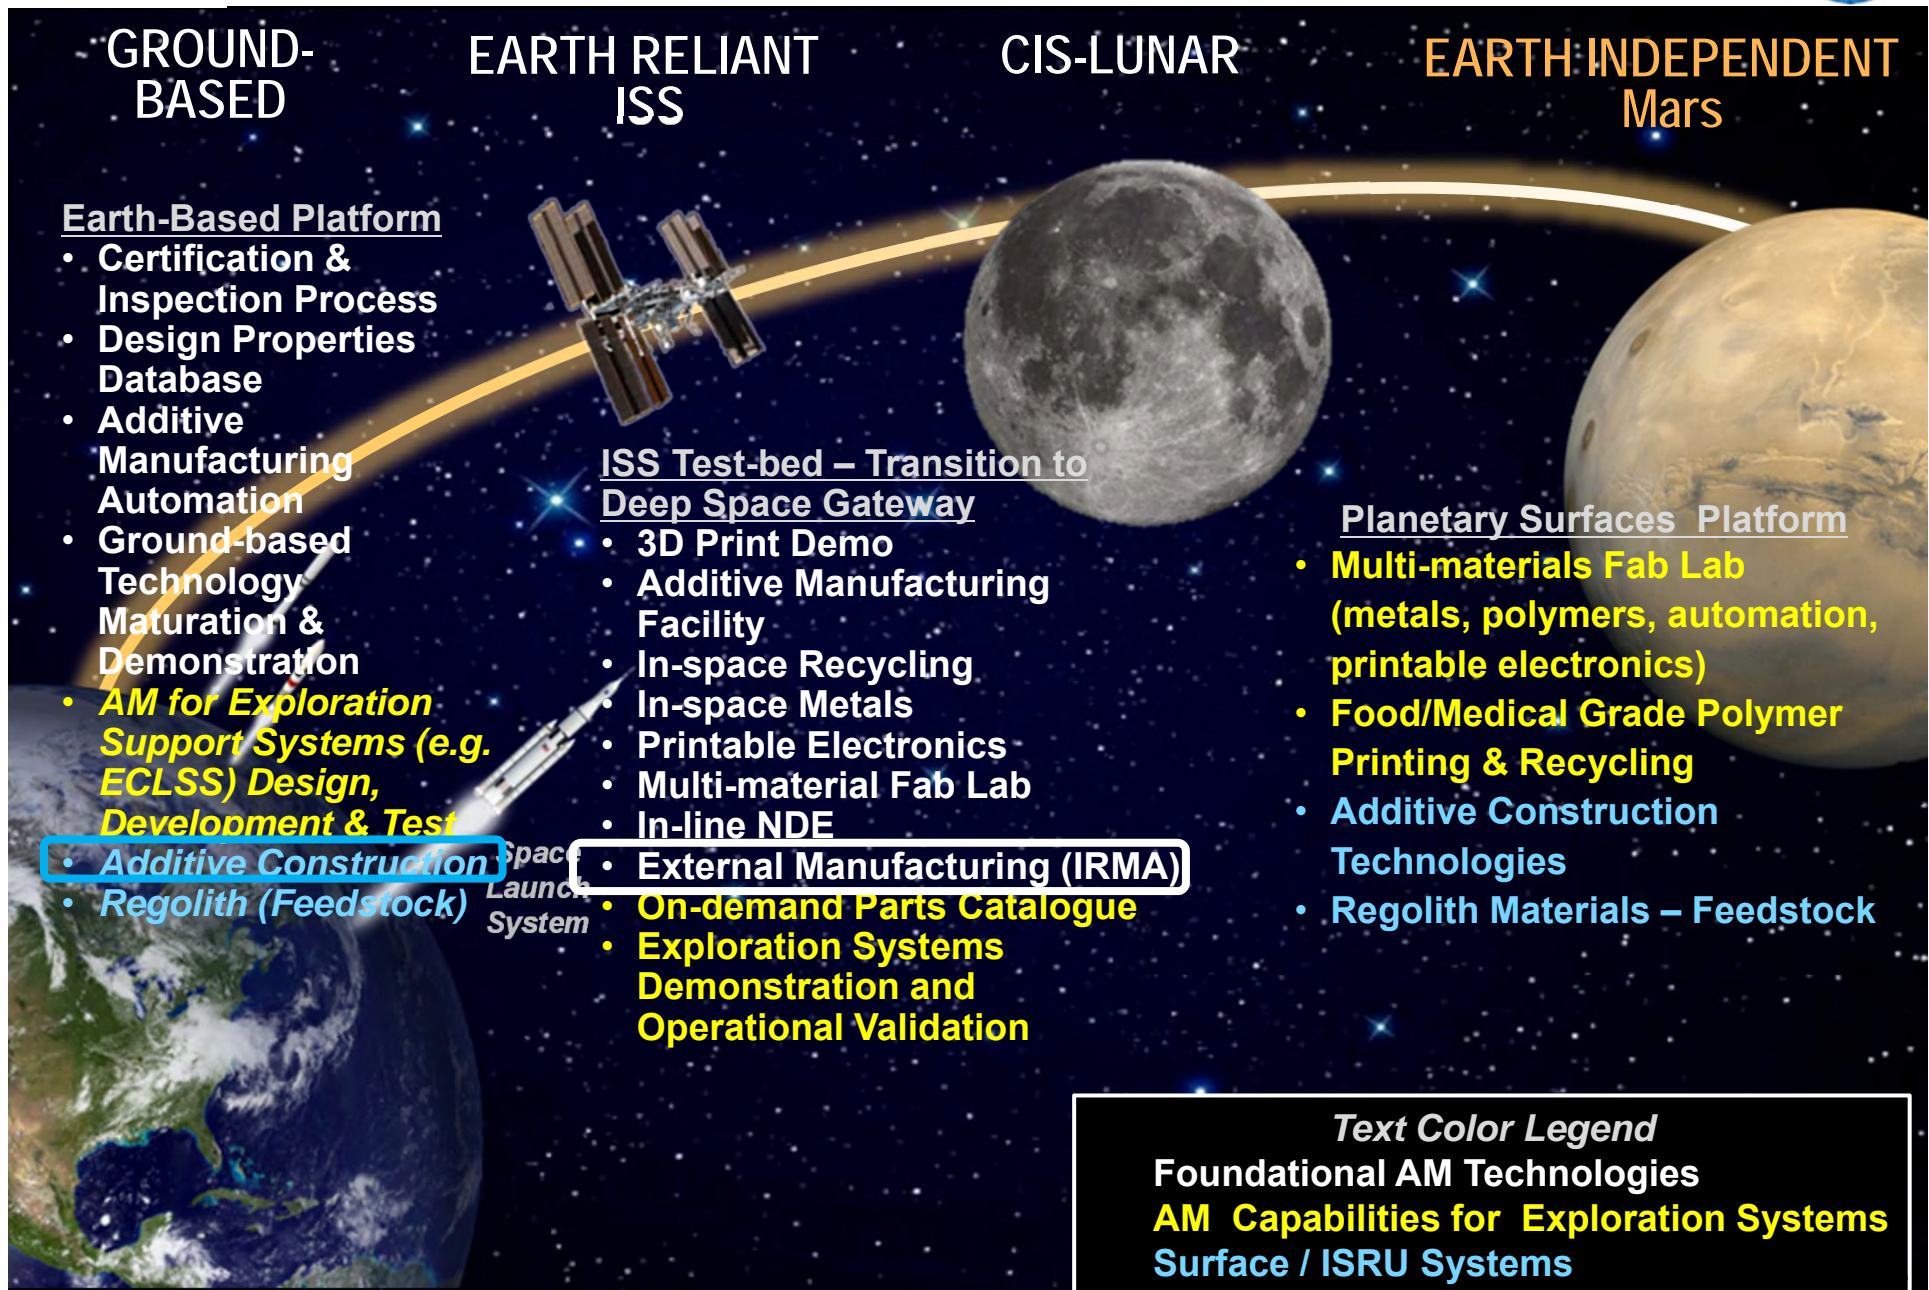 GROUND-
BASED
EARTH RELIANT
ISS
CIS-LUNAR
EARTH INDEPENDENT
Mars
Earth-Based Platform
• Certification &
Inspection Process
• Design Properties
Database
• Additive
Manufacturing
Automation
• Ground-based
Technology
Maturation &
Demonstration
• AM for Exploration
Support Systems (e.g.
ECLSS) Design,
Development & Test
• Additive Construction
• Regolith (Feedstock)
Space
Launch
System
ISS Test-bed – Transition to
Deep Space Gateway
• 3D Print Demo
• Additive Manufacturing
Facility
• In-space Recycling
• In-space Metals
• Printable Electronics
• Multi-material Fab Lab
• In-line NDE
• External Manufacturing (IRMA)
• On-demand Parts Catalogue
• Exploration Systems
Demonstration and
Operational Validation
Planetary Surfaces Platform
• Multi-materials Fab Lab
(metals, polymers, automation,
printable electronics)
• Food/Medical Grade Polymer
Printing & Recycling
• Additive Construction
Technologies
• Regolith Materials – Feedstock
Text Color Legend
Foundational AM Technologies
AM Capabilities for Exploration Systems
Surface / ISRU Systems